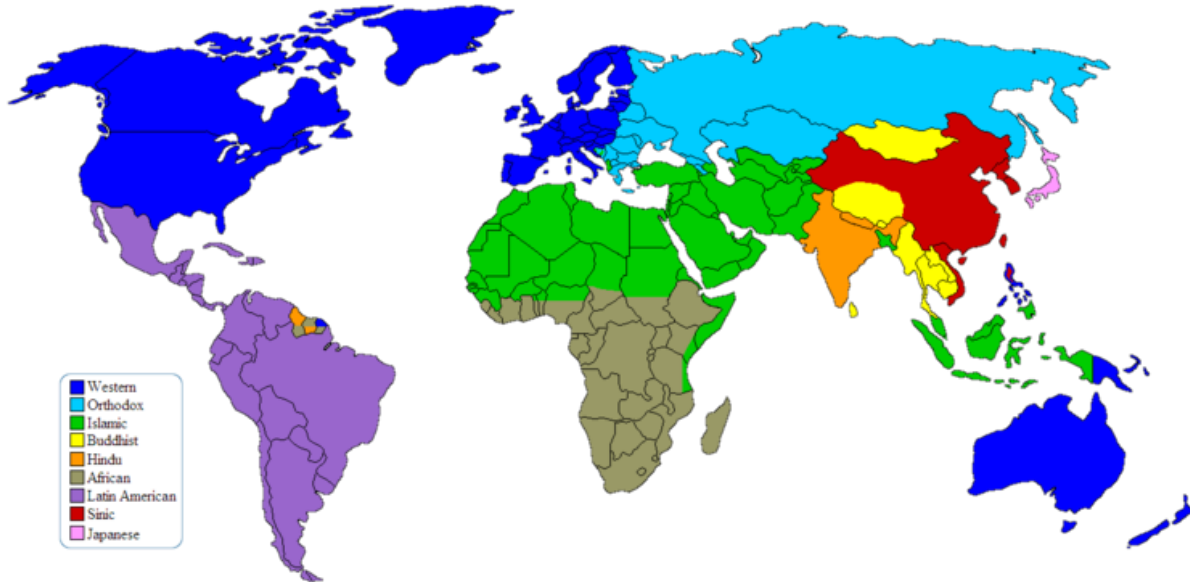 Western
Orthodox
Islamic
Buddhist
Hindu
African
Latin American
Sinic
Japanese